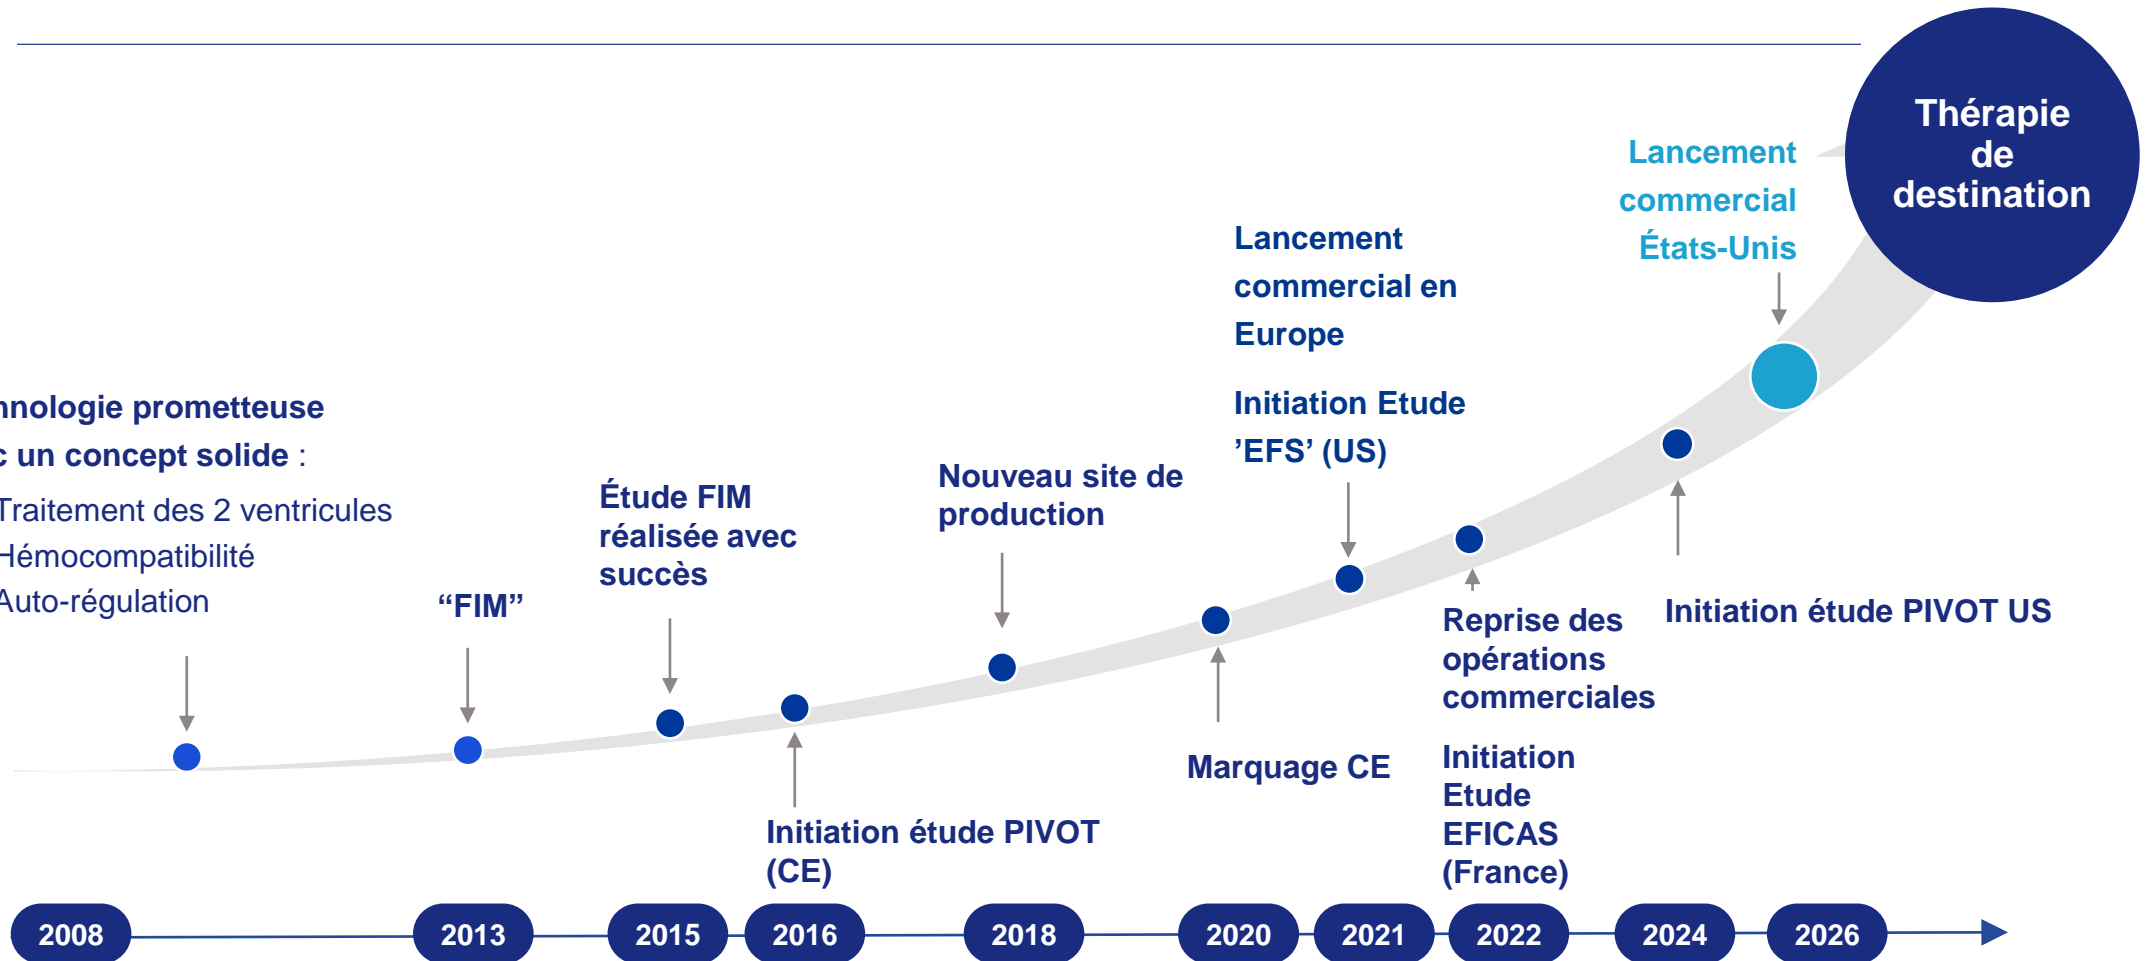 Thérapie
de
destination
Lancement
commercial
États-Unis
Lancement
commercial en
Europe
Initiation Etude
’EFS’ (US)
hnologie prometteuse
c un concept solide :
Traitement des 2 ventricules
Hémocompatibilité
Auto-régulation
“FIM”
Étude FIM
réalisée avec
succès
Nouveau site de
production
Initiation étude PIVOT
(CE)
Marquage CE
Reprise des
opérations
commerciales
Initiation
Etude
EFICAS
(France)
Initiation étude PIVOT US
2008
2013
2015
2016
2018
2020
2021
2022
2024
2026